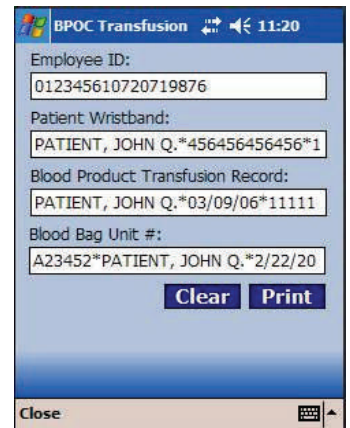 BPOC Transfusion 11:20
Employee ID:
012345610720719876
Patient Wristband:
PATIENT, JOHN Q.*456456456456*1
Blood Product Transfusion Record:
PATIENT, JOHN Q.*03/09/06*11111
Blood Bag Unit #:
A23452*PATIENT, JOHN Q.*2/22/20
Clear Print
Close